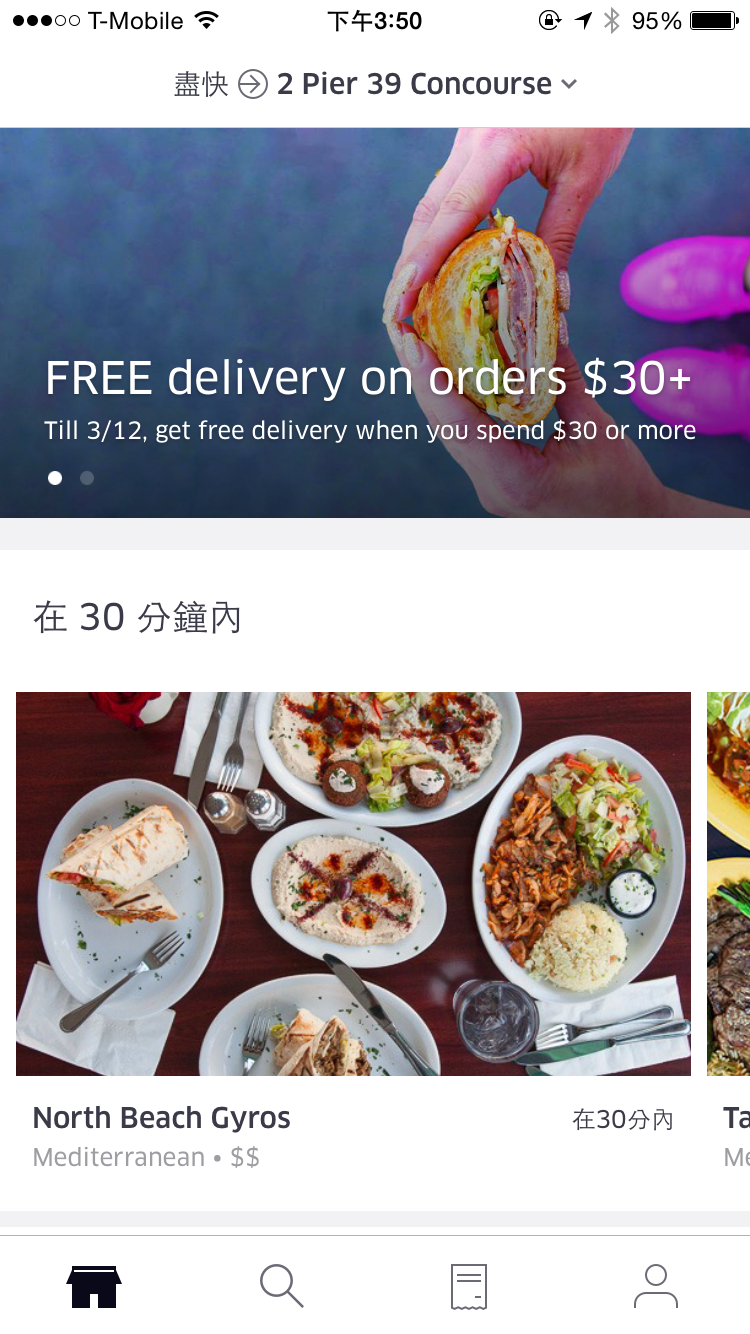 T-Mobile 下午3:50 95%
盡快 2 Pier 39 Concourse
FREE delivery on orders $30+
Till 3/12, get free delivery when you spend $30 or more
在 30 分鐘內
North Beach Gyros 在30分內 Ta
Mediterranean • $$ Me